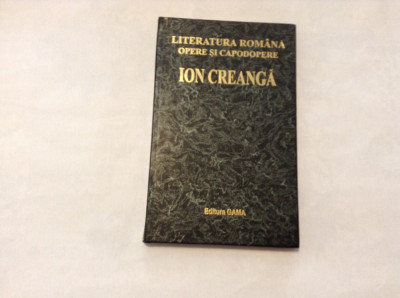 LITERATURA ROMÂNĂ
OPERE ȘI CAPODOPERE
ION CREANGĂ
Editura GAMA